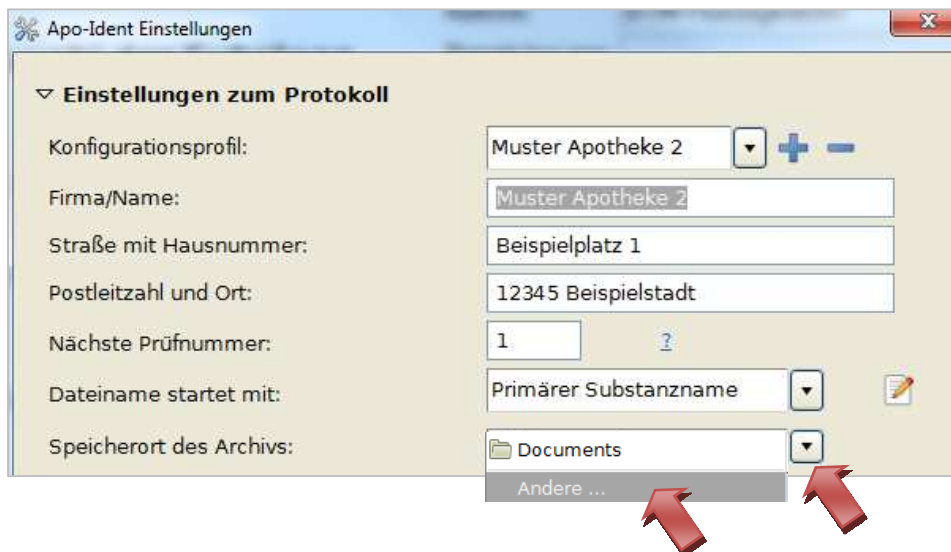 Apo-Ident Einstellungen
Einstellungen zum Protokoll
Konfigurationsprofil: Muster Apotheke 2
Firma/Name: Muster Apotheke 2
Straße mit Hausnummer: Beispielplatz 1
Postleitzahl und Ort: 12345 Beispielstadt
Nächste Prüfnummer: 1 ?
Dateiname startet mit: Primärer Substanzname
Speicherort des Archivs: Documents
Andere ...